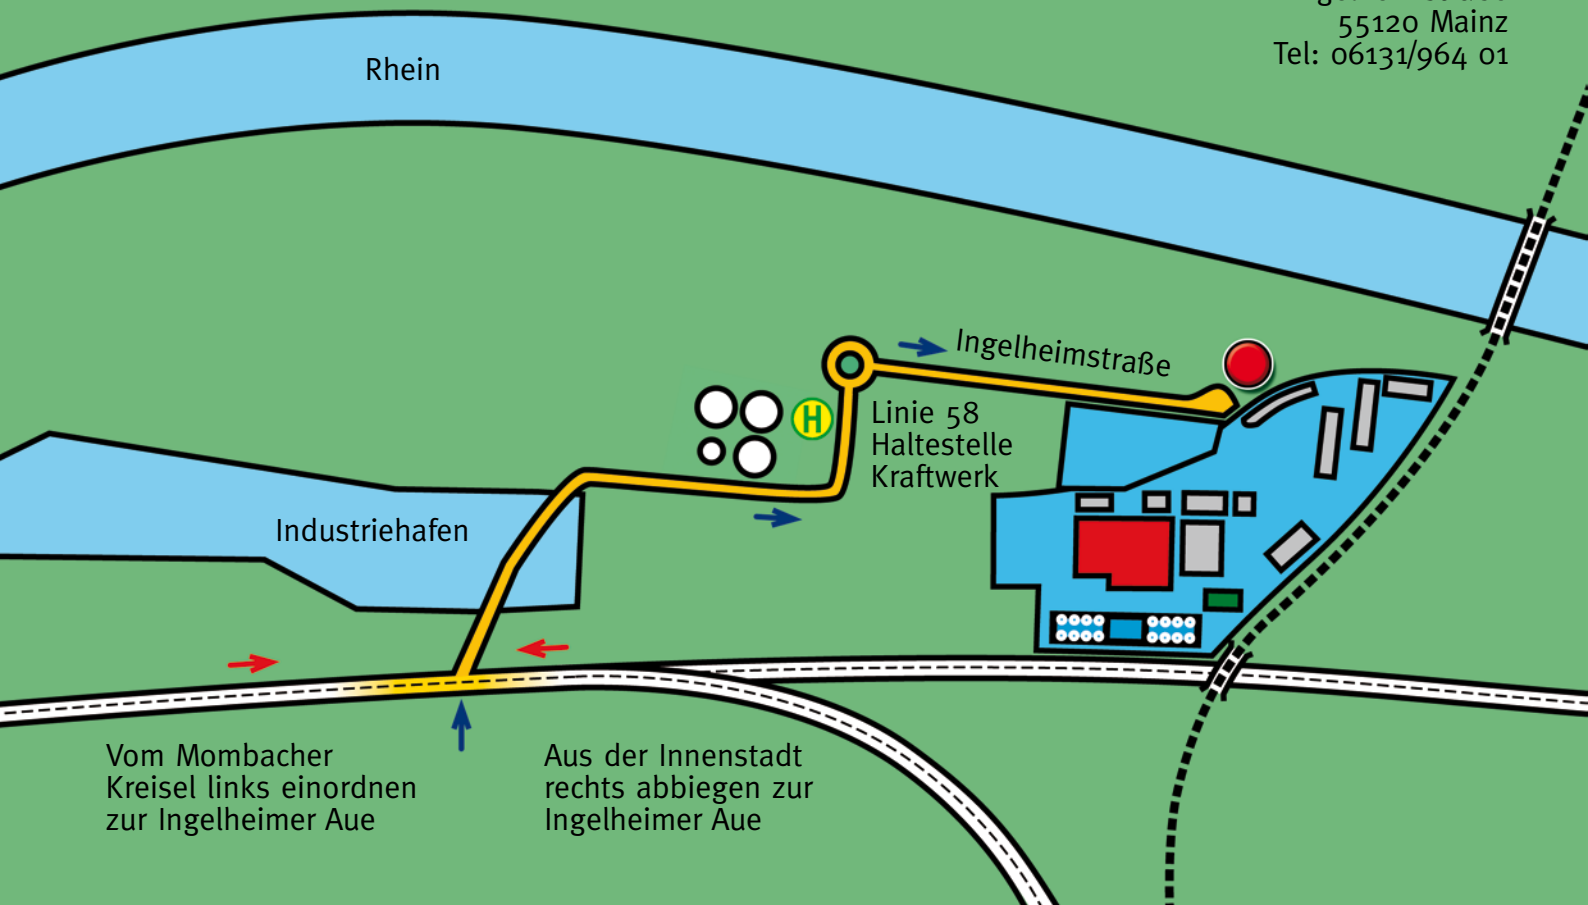 55120 Mainz
Tel: 06131/964 01
Rhein
Ingelheimstraße
H
Linie 58
Haltestelle
Kraftwerk
Industriehafen
Vom Mombacher
Kreisel links einordnen
zur Ingelheimer Aue
Aus der Innenstadt
rechts abbiegen zur
Ingelheimer Aue